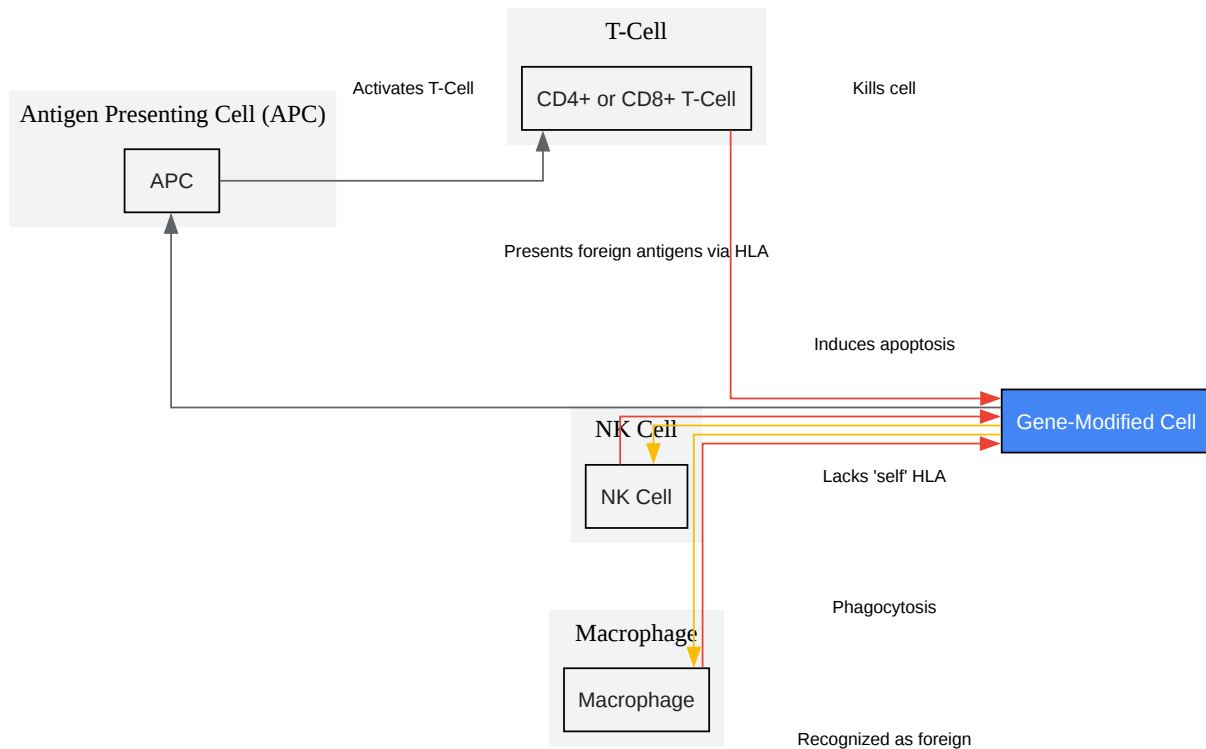 T-Cell
Activates T-Cell
CD4+ or CD8+ T-Cell
Kills cell
Antigen Presenting Cell (APC)
APC
Presents foreign antigens via HLA
Induces apoptosis
Gene-Modified Cell
NK Cell
Lacks 'self' HLA
NK Cell
Phagocytosis
Macrophage
Macrophage
Recognized as foreign